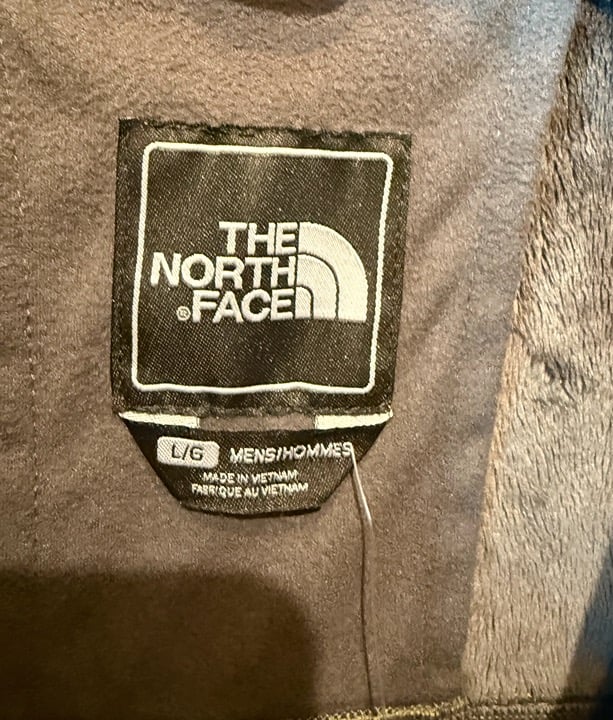 THE
NORTH
®FACE
L/G MENS/HOMMES
MADE IN VIETNAM
FABRIQUE AU VIETNAM